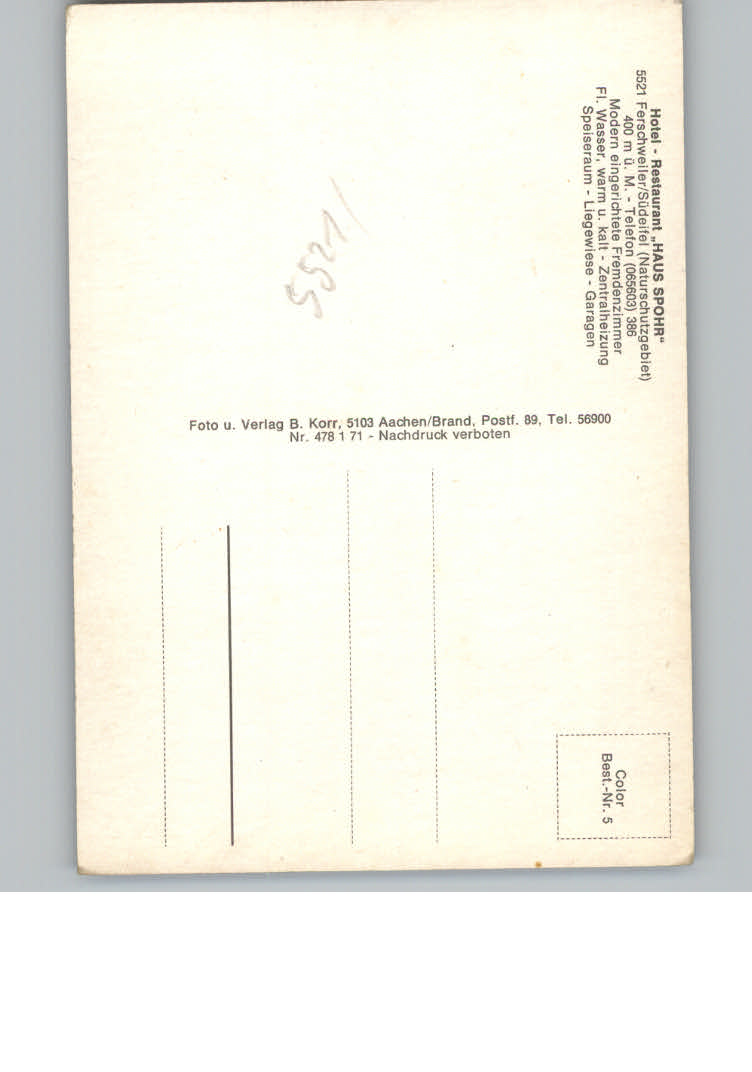 Hotel - Restaurant „HAUS SPOHR“
5521 Ferschweiler/Südeifel (Naturschutzgebiet)
400 m ü. M. - Telefon (065603) 386
Modern eingerichtete Fremdenzimmer
Fl. Wasser, warm u. kalt - Zentralheizung
Speiseraum - Liegewiese - Garagen
5521/
Foto u. Verlag B. Korr, 5103 Aachen/Brand, Postf. 89, Tel. 56900
Nr. 478 1 71 - Nachdruck verboten
Color
Best.-Nr. 5